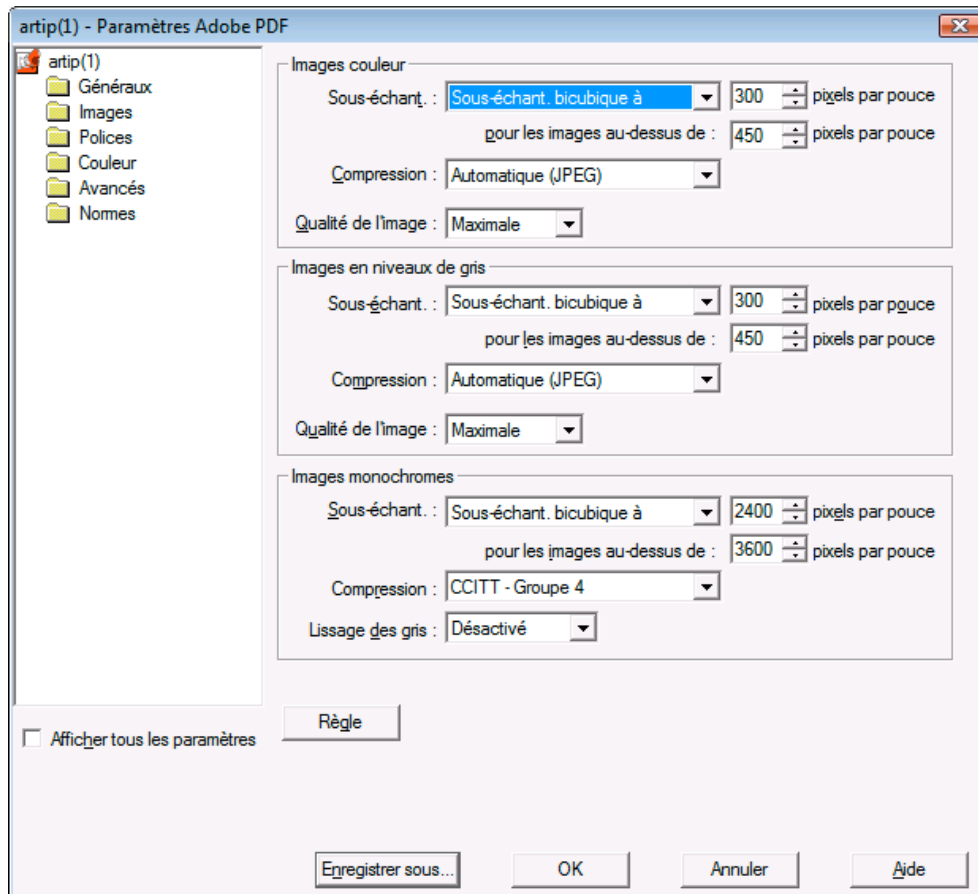 artip(1) - Paramètres Adobe PDF
artip(1)
Généraux
Images
Polices
Couleur
Avancés
Normes
Afficher tous les paramètres
Images couleur
Sous-échant. : Sous-échant. bicubique à 300 pixels par pouce
pour les images au-dessus de : 450 pixels par pouce
Compression : Automatique (JPEG)
Qualité de l'image : Maximale
Images en niveaux de gris
Sous-échant. : Sous-échant. bicubique à 300 pixels par pouce
pour les images au-dessus de : 450 pixels par pouce
Compression : Automatique (JPEG)
Qualité de l'image : Maximale
Images monochromes
Sous-échant. : Sous-échant. bicubique à 2400 pixels par pouce
pour les images au-dessus de : 3600 pixels par pouce
Compression : CCITT - Groupe 4
Lissage des gris : Désactivé
Règle
Enregistrer sous... OK Annuler Aide